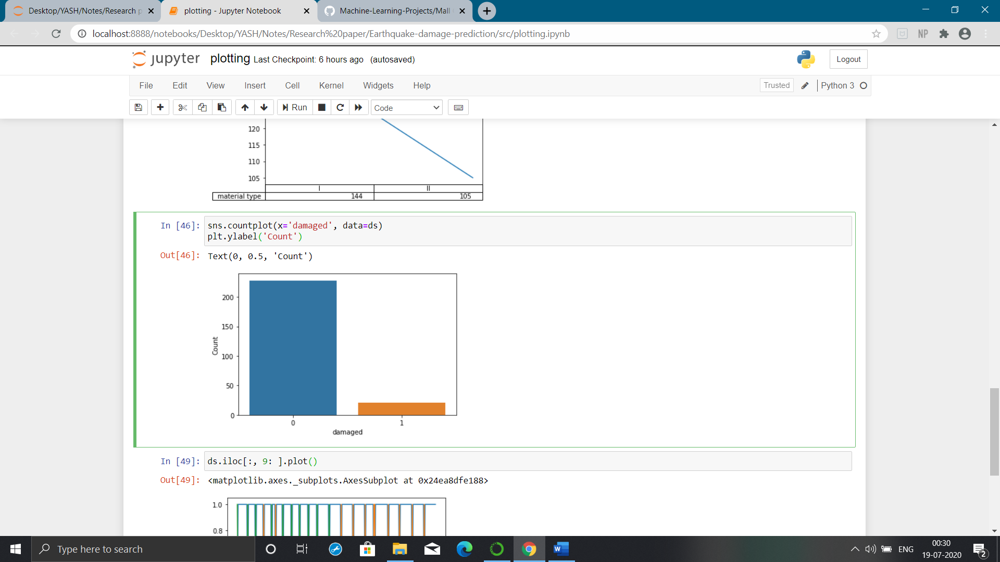 Desktop/YASH/Notes/Research p
plotting - Jupyter Notebook
Machine-Learning-Projects/Mall
localhost:8888/notebooks/Desktop/YASH/Notes/Research%20paper/Earthquake-damage-prediction/src/plotting.ipynb
NP
jupyter plotting Last Checkpoint: 6 hours ago (autosaved)
Logout
File Edit View Insert Cell Kernel Widgets Help
Trusted Python 3
Run Code
120
115
110
105
I II
material type 144 105
In [46]: sns.countplot(x='damaged', data=ds)
plt.ylabel('Count')
Out[46]: Text(0, 0.5, 'Count')
200
150
100
50
0
Count
0 1
damaged
In [49]: ds.iloc[:, 9: ].plot()
Out[49]: <matplotlib.axes._subplots.AxesSubplot at 0x24ea8dfe188>
1.0
0.8
Type here to search
W
ENG
00:30
19-07-2020
2